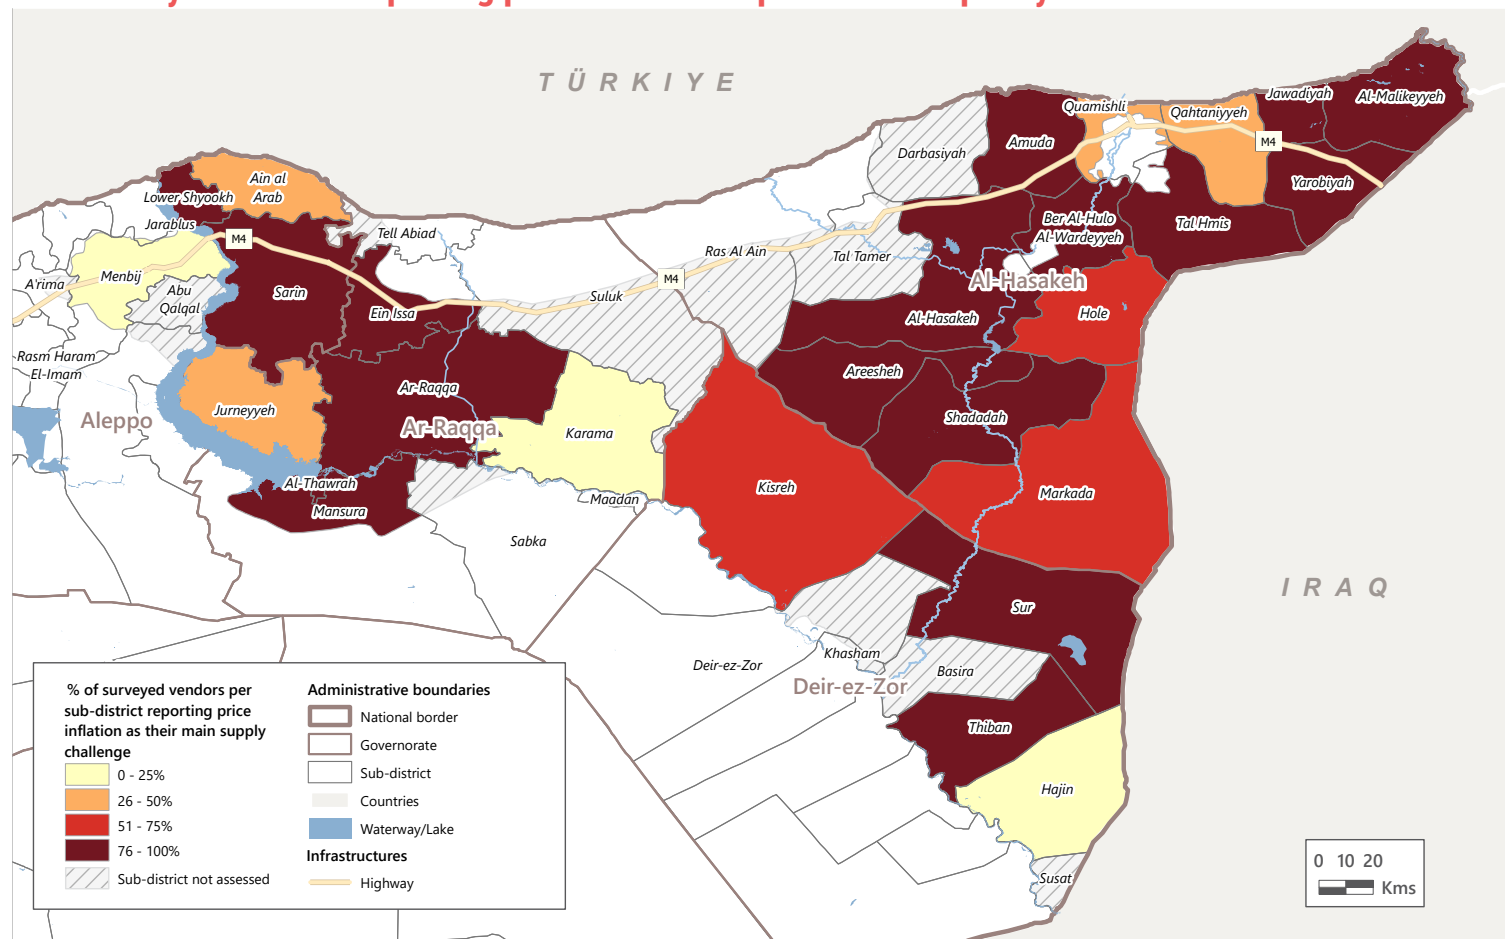 TÜRKIYE
Jawadiyah
Al-Malikeyyeh
Quamishli
Qahtaniyyeh
M4
Amuda
Darbasiyah
Yarobiyah
Ain al
Arab
Lower Shyookh
Jarablus
M4
Tell Abiad
Ber Al-Hulo
Al-Wardeyyeh
Tal Hmis
Ras Al Ain
Tal Tamer
M4
Menbij
A'rima
Abu
Qalqal
Sarin
Suluk
Ein Issa
Al-Hasakeh
Al-Hasakeh
Hole
Rasm Haram
El-Imam
Areesheh
Ar-Raqqa
Jurneyyeh
Aleppo
Ar-Raqqa
Karama
Shadadah
Al-Thawrah
Mansura
Maadan
Kisreh
Markada
Sabka
IRAQ
Sur
Khasham
Deir-ez-Zor
Basira
Deir-ez-Zor
Thiban
Hajin
Susat
% of surveyed vendors per
sub-district reporting price
inflation as their main supply
challenge
0 - 25%
26 - 50%
51 - 75%
76 - 100%
Sub-district not assessed
Administrative boundaries
National border
Governorate
Sub-district
Countries
Waterway/Lake
Infrastructures
Highway
0 10 20
Kms